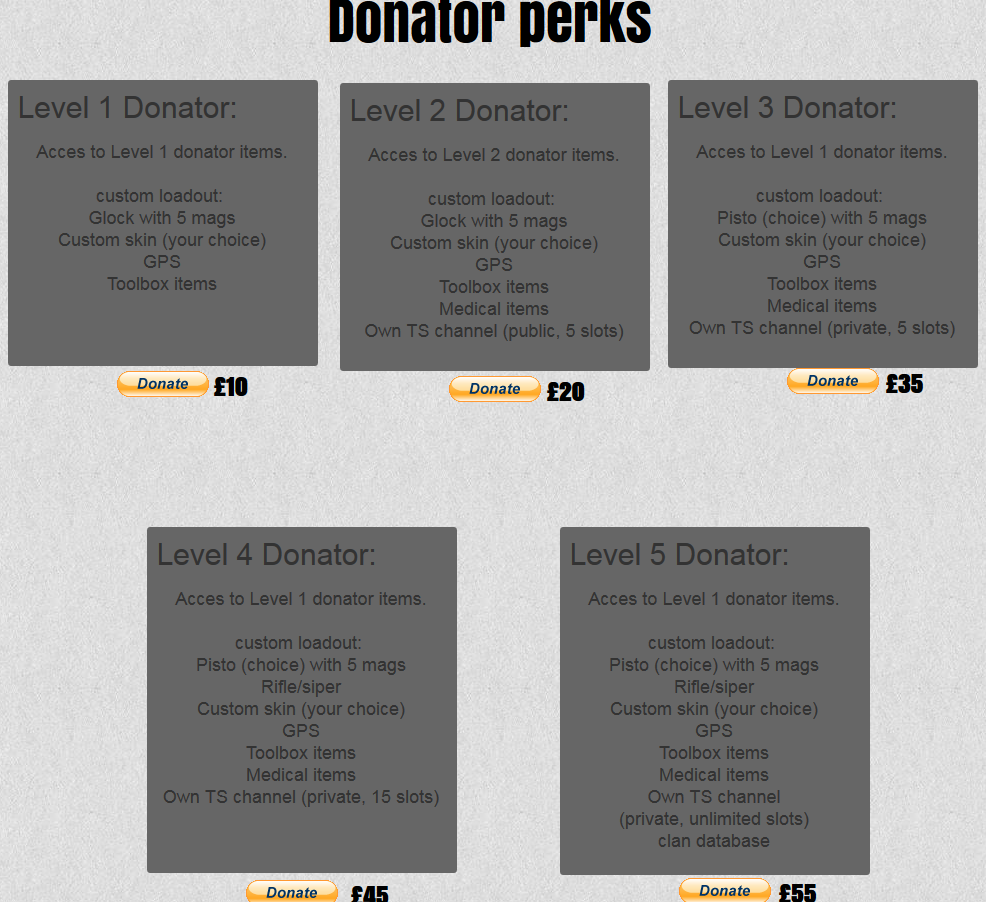 Donator perks
Level 1 Donator:
Acces to Level 1 donator items.
custom loadout:
Glock with 5 mags
Custom skin (your choice)
GPS
Toolbox items
Donate £10
Level 2 Donator:
Acces to Level 2 donator items.
custom loadout:
Glock with 5 mags
Custom skin (your choice)
GPS
Toolbox items
Medical items
Own TS channel (public, 5 slots)
Donate £20
Level 3 Donator:
Acces to Level 1 donator items.
custom loadout:
Pisto (choice) with 5 mags
Custom skin (your choice)
GPS
Toolbox items
Medical items
Own TS channel (private, 5 slots)
Donate £35
Level 4 Donator:
Acces to Level 1 donator items.
custom loadout:
Pisto (choice) with 5 mags
Rifle/siper
Custom skin (your choice)
GPS
Toolbox items
Medical items
Own TS channel (private, 15 slots)
Donate £45
Level 5 Donator:
Acces to Level 1 donator items.
custom loadout:
Pisto (choice) with 5 mags
Rifle/siper
Custom skin (your choice)
GPS
Toolbox items
Medical items
Own TS channel
(private, unlimited slots)
clan database
Donate £55